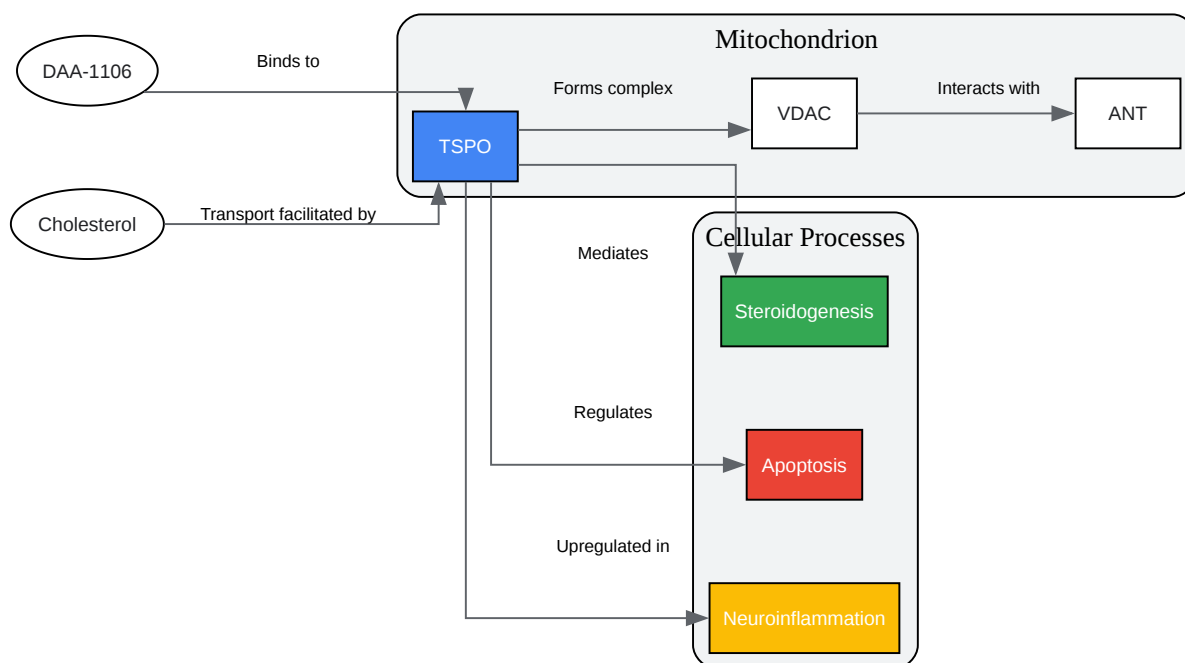 Mitochondrion
DAA-1106
Binds to
Forms complex
VDAC
Interacts with
ANT
TSPO
Cholesterol
Transport facilitated by
Cellular Processes
Mediates
Steroidogenesis
Regulates
Apoptosis
Upregulated in
Neuroinflammation